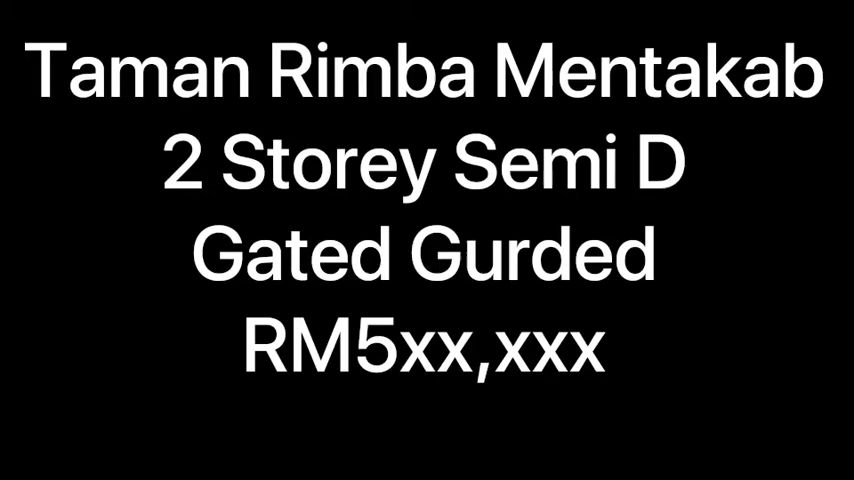 Taman Rimba Mentakab
2 Storey Semi D
Gated Gurded
RM5xx,xxx